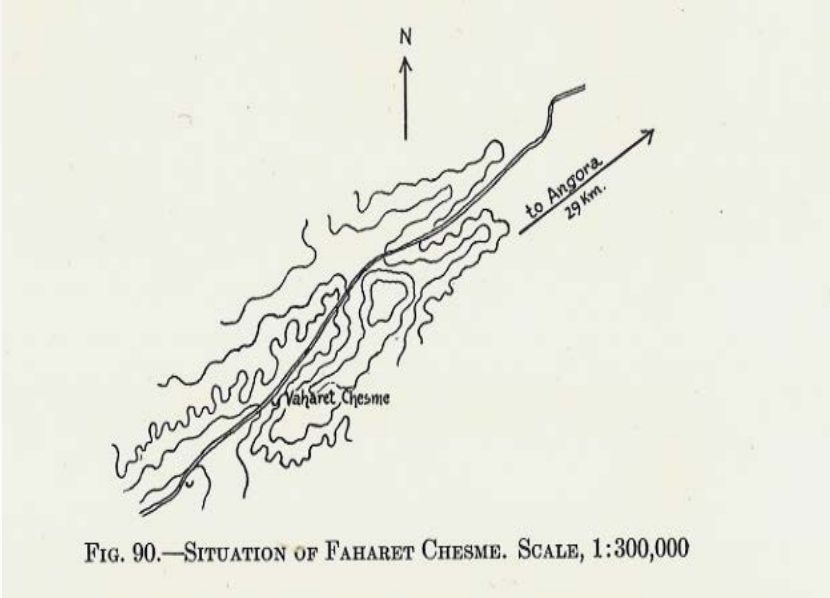 N
to Angora
29 Km.
Vaharet Chesme
FIG. 90.—SITUATION OF FAHARET CHESME. SCALE, 1:300,000